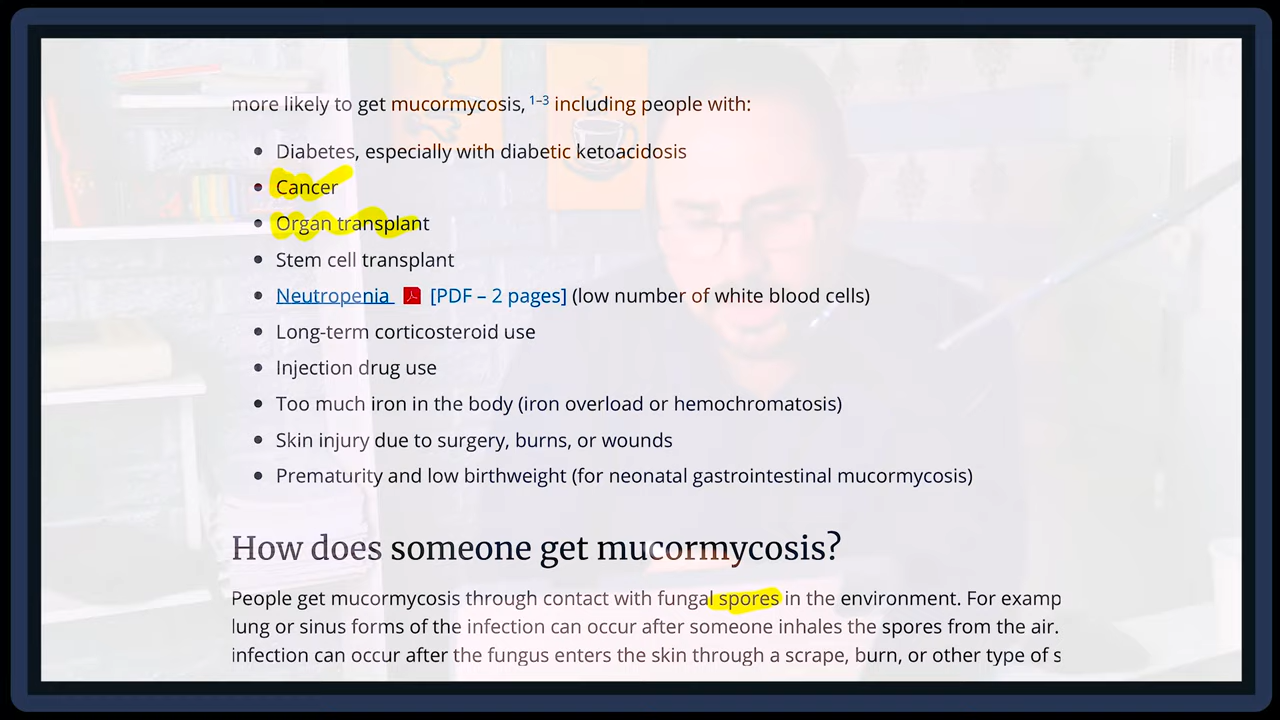 more likely to get mucormycosis, 1–3 including people with:
• Diabetes, especially with diabetic ketoacidosis
• Cancer
• Organ transplant
• Stem cell transplant
• Neutropenia [PDF – 2 pages] (low number of white blood cells)
• Long-term corticosteroid use
• Injection drug use
• Too much iron in the body (iron overload or hemochromatosis)
• Skin injury due to surgery, burns, or wounds
• Prematurity and low birthweight (for neonatal gastrointestinal mucormycosis)
How does someone get mucormycosis?
People get mucormycosis through contact with fungal spores in the environment. For examp
lung or sinus forms of the infection can occur after someone inhales the spores from the air.
infection can occur after the fungus enters the skin through a scrape, burn, or other type of s